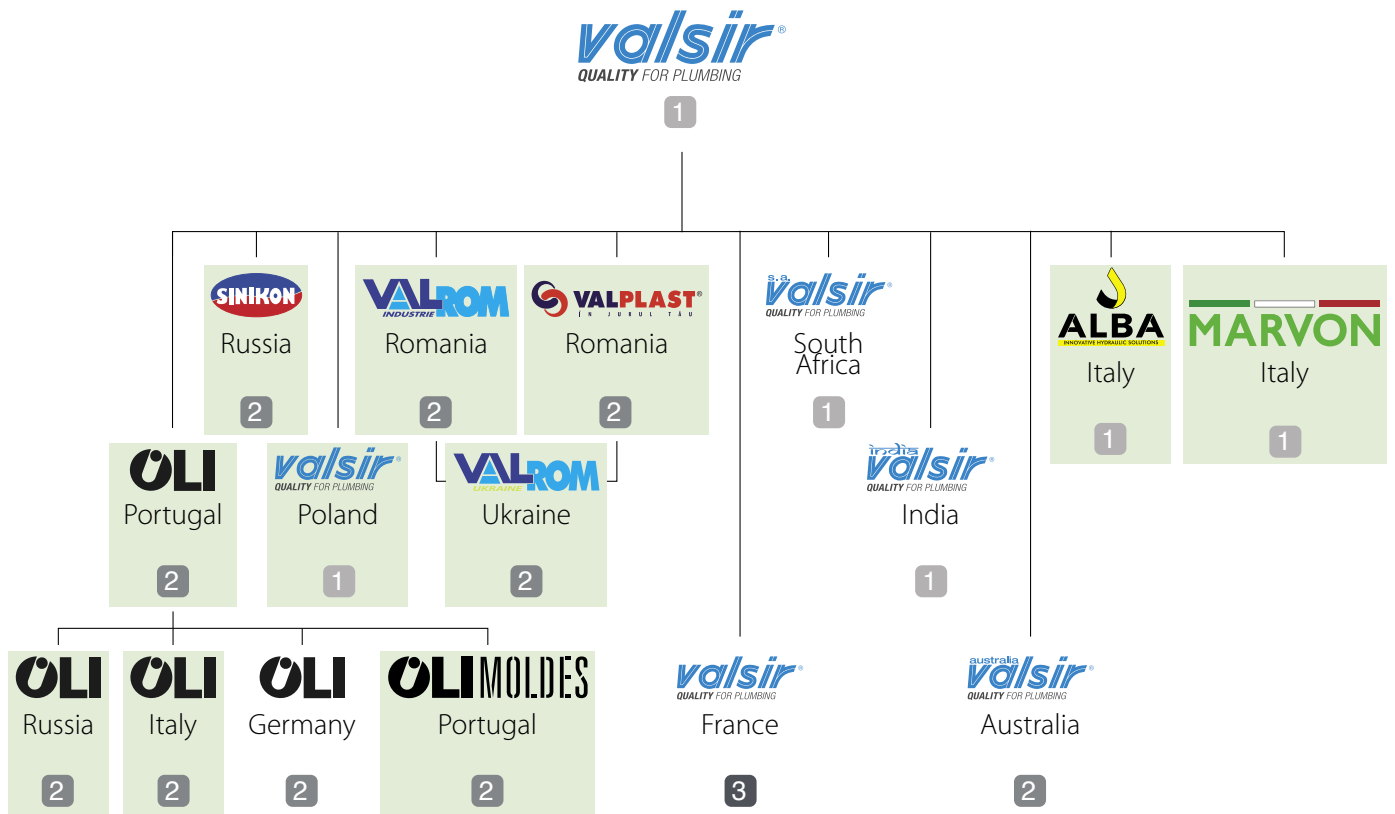 valsir®
QUALITY FOR PLUMBING
1
SINIKON
Russia
2
VALROM
INDUSTRIE
Romania
2
VALPLAST®
ÎN JURUL TĂU
Romania
2
s.a.
valsir®
QUALITY FOR PLUMBING
South
Africa
1
ALBA
INNOVATIVE HYDRAULIC SOLUTIONS
Italy
1
MARVON
Italy
1
OLI
Portugal
2
valsir®
QUALITY FOR PLUMBING
Poland
1
VALROM
UKRAINE
Ukraine
2
india
valsir®
QUALITY FOR PLUMBING
India
1
OLI
Russia
2
OLI
Italy
2
OLI
Germany
2
OLI MOLDES
Portugal
2
valsir®
QUALITY FOR PLUMBING
France
3
australia
valsir®
QUALITY FOR PLUMBING
Australia
2